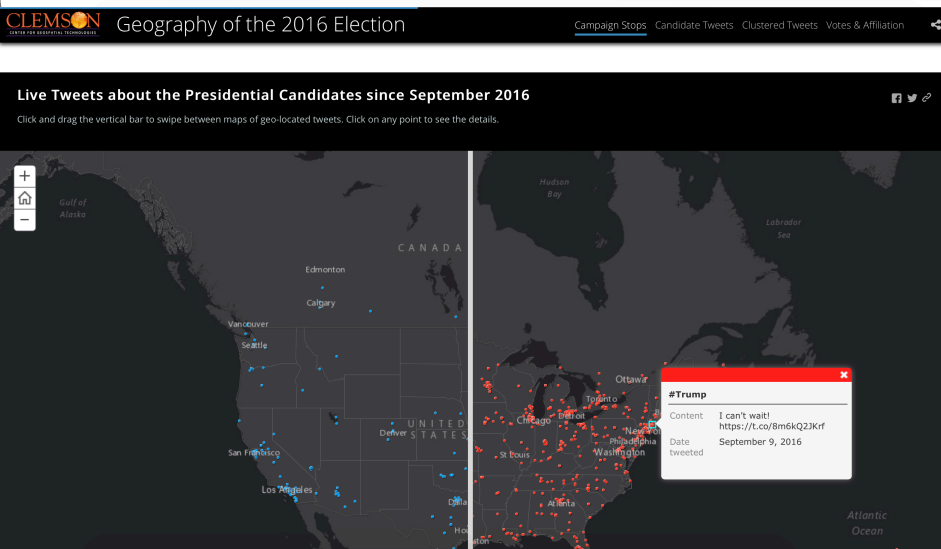 CLEMSON
CENTER FOR GEOSPATIAL TECHNOLOGIES
Geography of the 2016 Election
Campaign Stops
Candidate Tweets
Clustered Tweets
Votes & Affiliation
Live Tweets about the Presidential Candidates since September 2016
Click and drag the vertical bar to swipe between maps of geo-located tweets. Click on any point to see the details.
+
−
Gulf of
Alaska
Hudson
Bay
Labrador
Sea
CANADA
Edmonton
Calgary
Vancouver
Seattle
Ottawa
Toronto
Chicago
Detroit
UNITED
STATES
Denver
New
Philadelphia
Washington
St Louis
San Francisco
Los Angeles
Dalla
Atlanta
Hou
ston
Atlantic
Ocean
#Trump
Content
I can't wait!
https://t.co/8m6kQ2JKrf
Date
tweeted
September 9, 2016